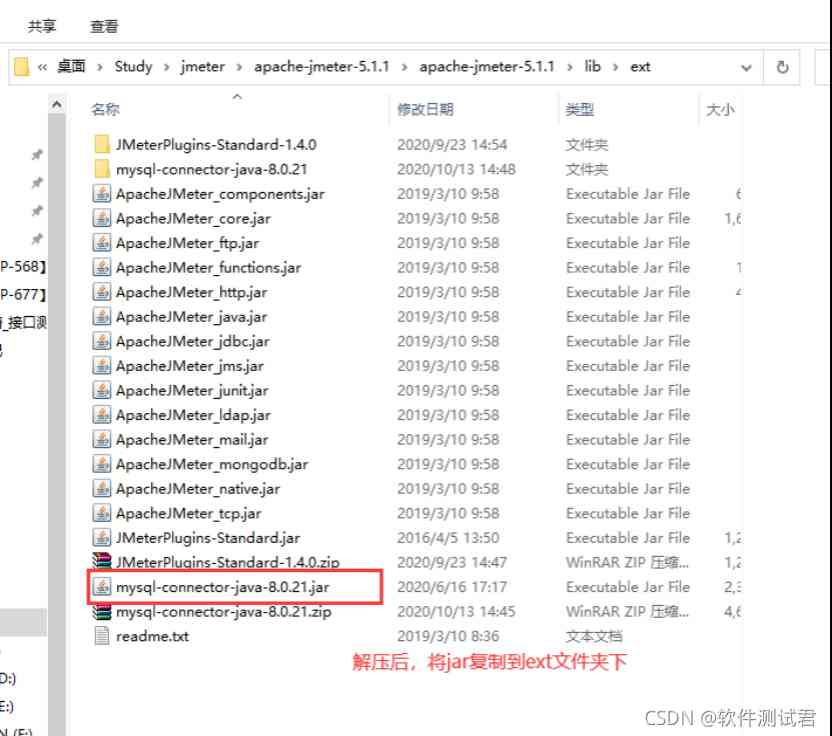 共享 查看
« 桌面 › Study › jmeter › apache-jmeter-5.1.1 › apache-jmeter-5.1.1 › lib › ext
名称 修改日期 类型 大小
JMeterPlugins-Standard-1.4.0 2020/9/23 14:54 文件夹
mysql-connector-java-8.0.21 2020/10/13 14:48 文件夹
ApacheJMeter_components.jar 2019/3/10 9:58 Executable Jar File 6
ApacheJMeter_core.jar 2019/3/10 9:58 Executable Jar File 1,6
ApacheJMeter_ftp.jar 2019/3/10 9:58 Executable Jar File
P-568】 ApacheJMeter_functions.jar 2019/3/10 9:58 Executable Jar File 1
P-677】 ApacheJMeter_http.jar 2019/3/10 9:58 Executable Jar File 4
_接口测 ApacheJMeter_java.jar 2019/3/10 9:58 Executable Jar File
ApacheJMeter_jdbc.jar 2019/3/10 9:58 Executable Jar File
ApacheJMeter_jms.jar 2019/3/10 9:58 Executable Jar File
ApacheJMeter_junit.jar 2019/3/10 9:58 Executable Jar File
ApacheJMeter_ldap.jar 2019/3/10 9:58 Executable Jar File
ApacheJMeter_mail.jar 2019/3/10 9:58 Executable Jar File
ApacheJMeter_mongodb.jar 2019/3/10 9:58 Executable Jar File
ApacheJMeter_native.jar 2019/3/10 9:58 Executable Jar File
ApacheJMeter_tcp.jar 2019/3/10 9:58 Executable Jar File
JMeterPlugins-Standard.jar 2016/4/5 13:50 Executable Jar File 1,2
JMeterPlugins-Standard-1.4.0.zip 2020/9/23 14:47 WinRAR ZIP 压缩... 1,2
mysql-connector-java-8.0.21.jar 2020/6/16 17:17 Executable Jar File 2,3
mysql-connector-java-8.0.21.zip 2020/10/13 14:45 WinRAR ZIP 压缩... 4,6
readme.txt 2019/3/10 8:36 文本文档
解压后，将jar复制到ext文件夹下
D:)
E:)
N (F:)
CSDN @软件测试君